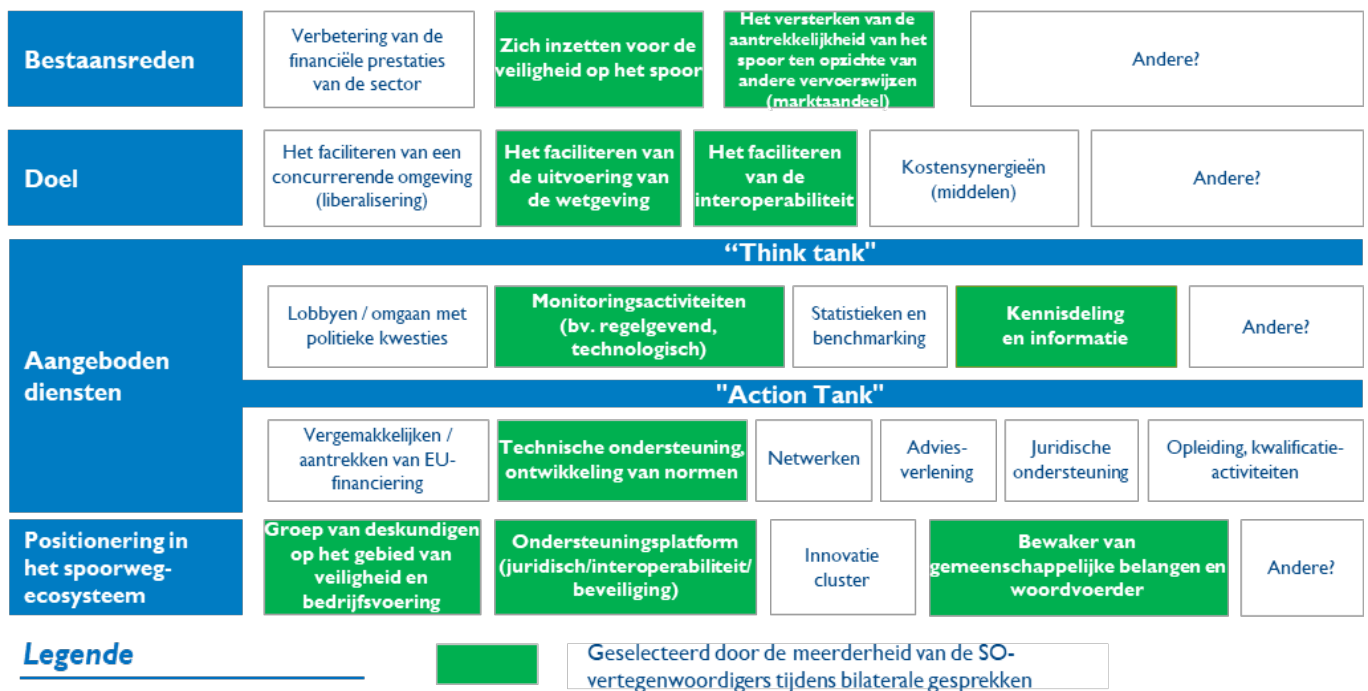 Bestaansreden
Verbetering van de
financiële prestaties
van de sector
Zich inzetten voor de
veiligheid op het spoor
Het versterken van de
aantrekkelijkheid van het
spoor ten opzichte van
andere vervoerswijzen
(marktaandeel)
Andere?
Doel
Het faciliteren van een
concurrerende omgeving
(liberalisering)
Het faciliteren van
de uitvoering van
de wetgeving
Het faciliteren
van de
interoperabiliteit
Kostensynergieën
(middelen)
Andere?
Aangeboden
diensten
“Think tank"
Lobbyen / omgaan met
politieke kwesties
Monitoringsactiviteiten
(bv. regelgevend,
technologisch)
Statistieken en
benchmarking
Kennisdeling
en informatie
Andere?
"Action Tank"
Vergemakkelijken /
aantrekken van EU-
financiering
Technische ondersteuning,
ontwikkeling van normen
Netwerken
Advies-
verlening
Juridische
ondersteuning
Opleiding, kwalificatie-
activiteiten
Positionering in
het spoorweg-
ecosysteem
Groep van deskundigen
op het gebied van
veiligheid en
bedrijfsvoering
Ondersteuningsplatform
(juridisch/interoperabiliteit/
beveiliging)
Innovatie
cluster
Bewaker van
gemeenschappelijke belangen en
woordvoerder
Andere?
Legende
Geselecteerd door de meerderheid van de SO-
vertegenwoordigers tijdens bilaterale gesprekken